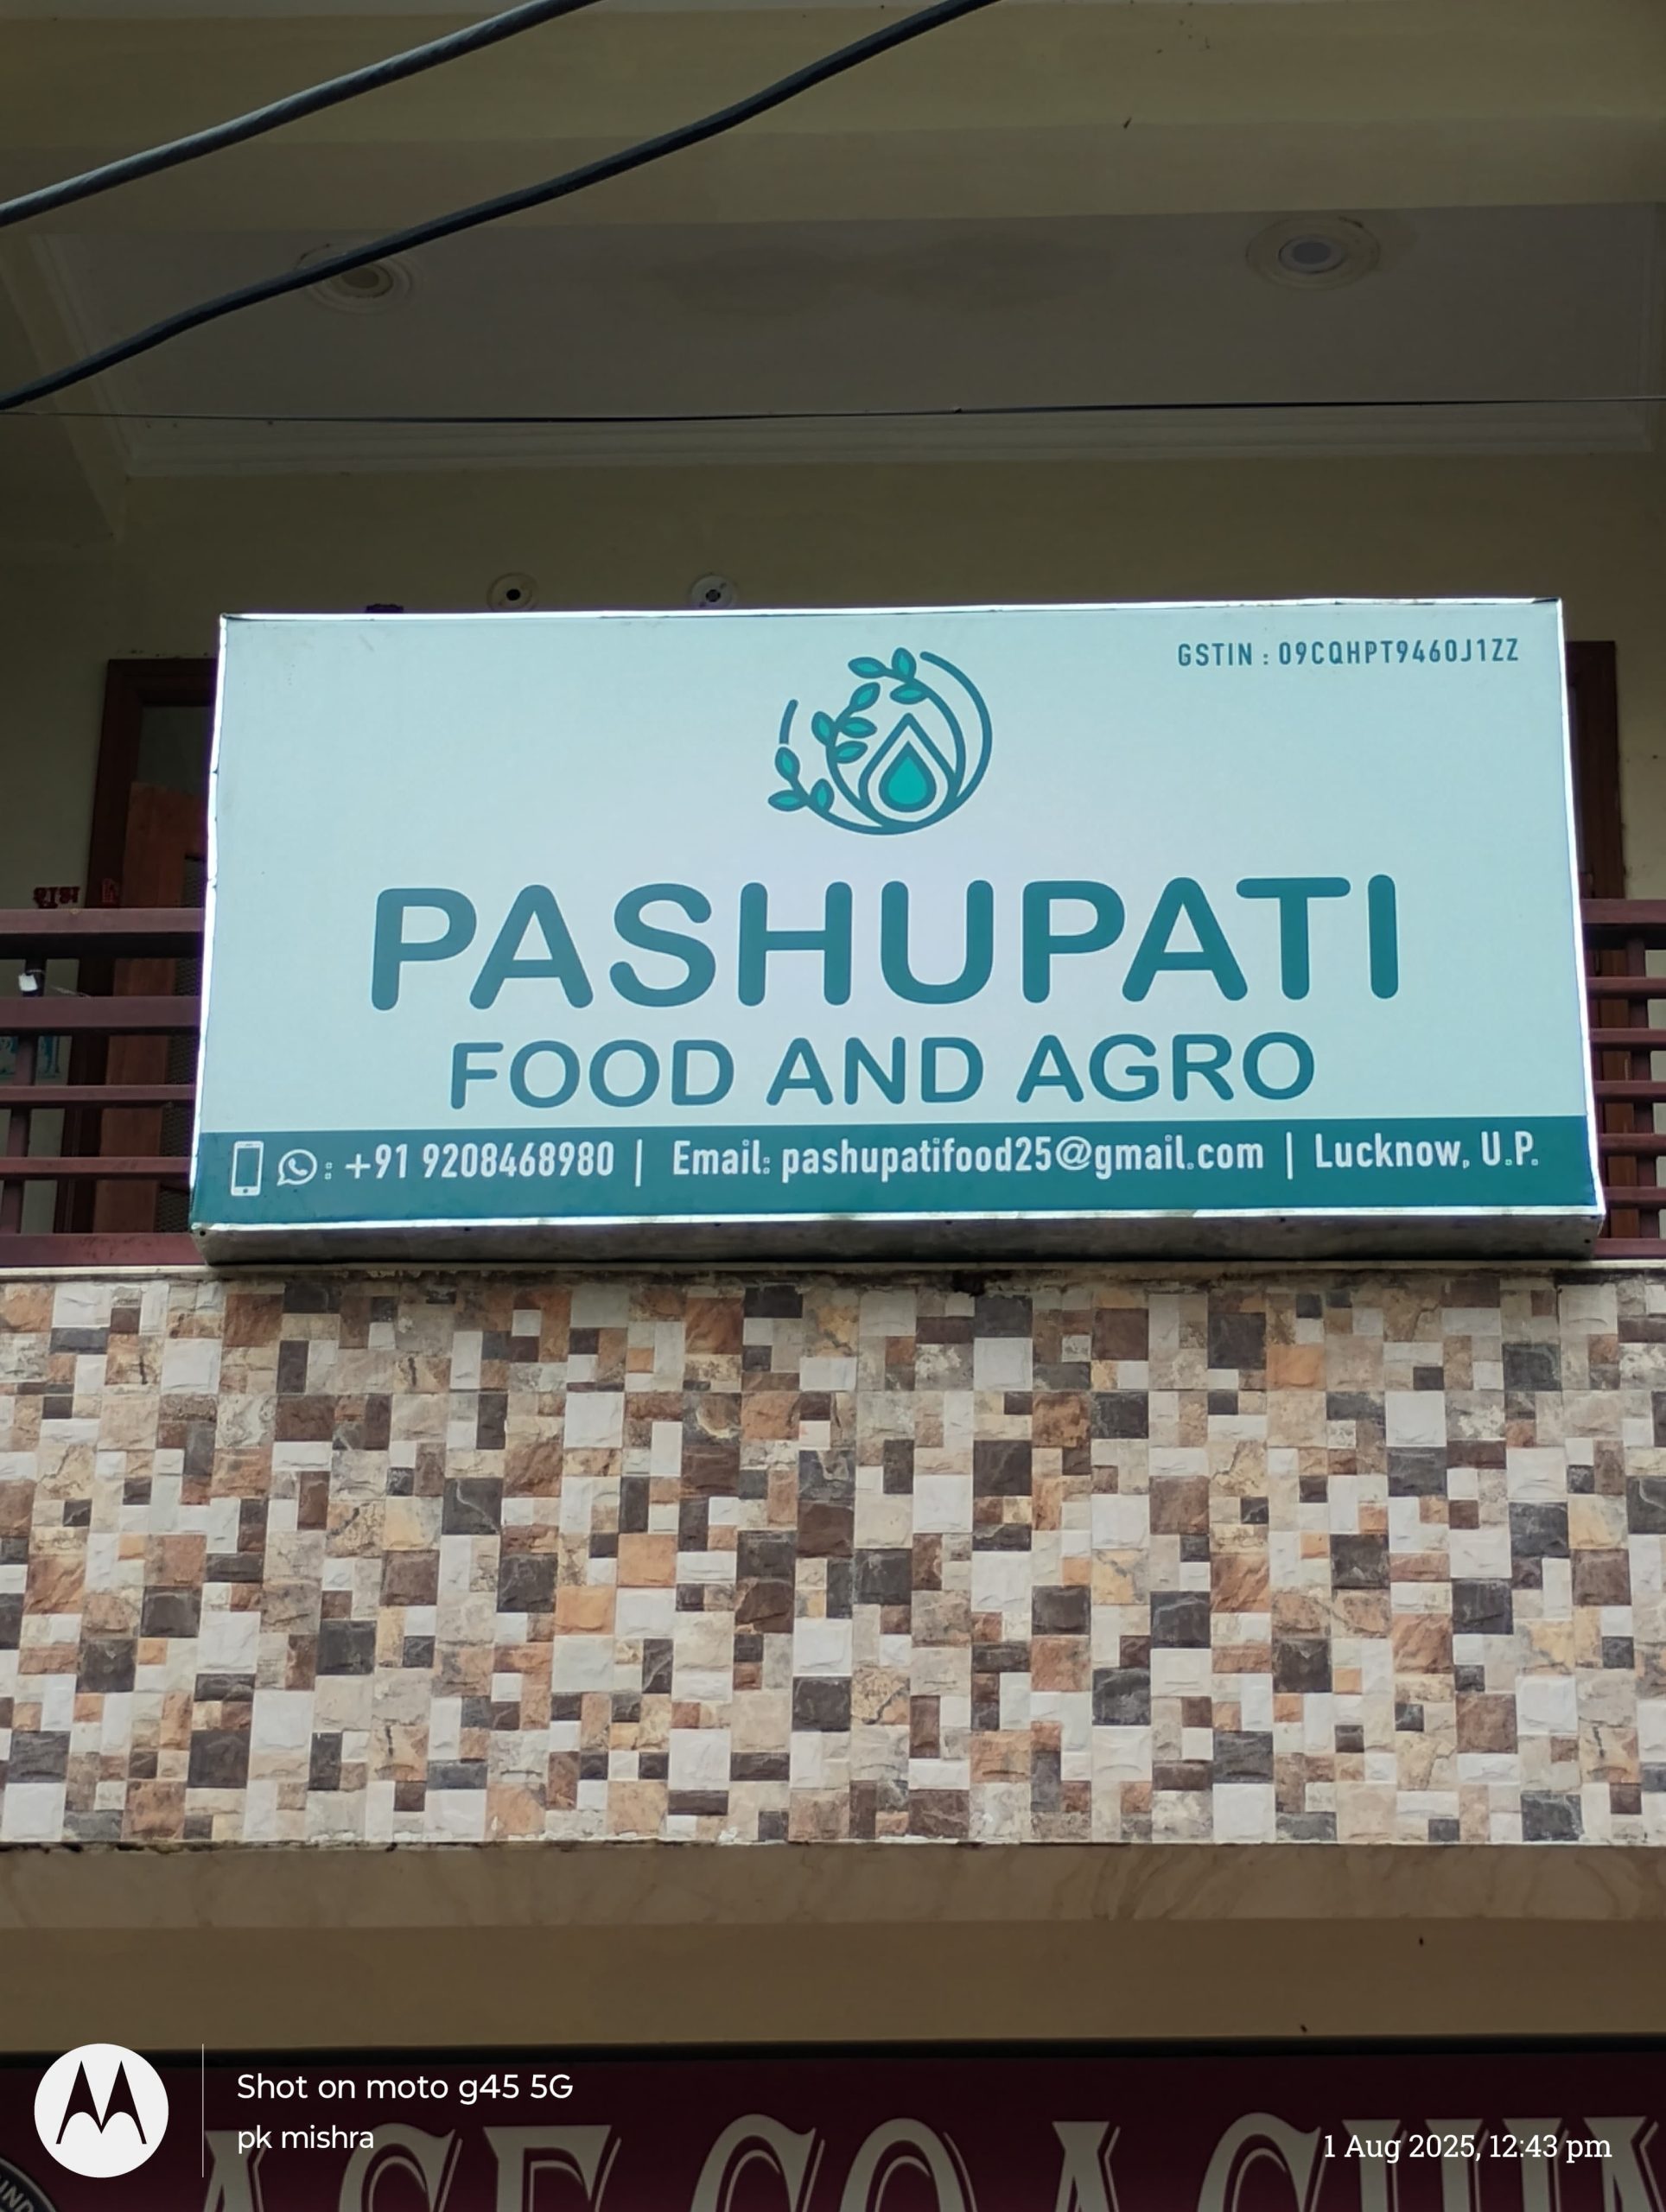 GSTIN : 09CQHPT9460J1ZZ
PASHUPATI
FOOD AND AGRO
: +91 9208468980 | Email: pashupatifood25@gmail.com | Lucknow, U.P.
Shot on moto g45 5G
pk mishra
1 Aug 2025, 12:43 pm